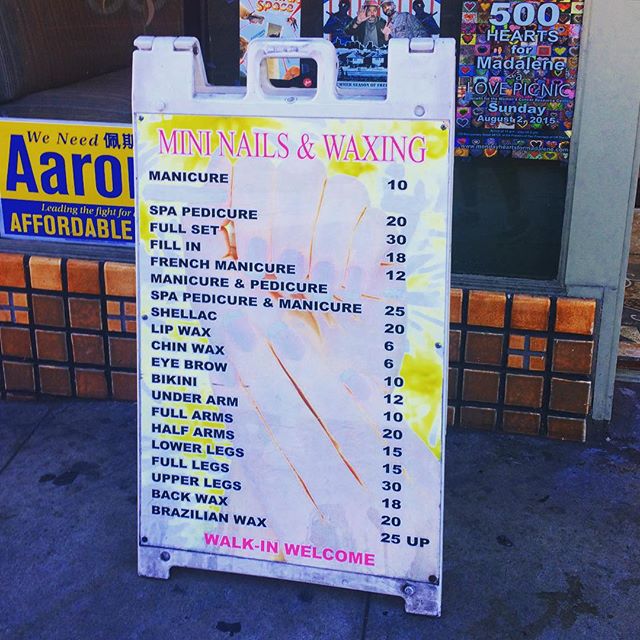 We Need 佩斯
Aaro
Leading the fight for
AFFORDABLE
space
500
HEARTS
for
Madalene
a
LOVE PICNIC
Sunday
August 2, 2015
MINI NAILS & WAXING
MANICURE 10
SPA PEDICURE 20
FULL SET 30
FILL IN 18
FRENCH MANICURE 12
MANICURE & PEDICURE
SPA PEDICURE & MANICURE 25
SHELLAC 20
LIP WAX 6
CHIN WAX 6
EYE BROW 10
BIKINI 12
UNDER ARM 10
FULL ARMS 20
HALF ARMS 15
LOWER LEGS 15
FULL LEGS 30
UPPER LEGS 18
BACK WAX 20
BRAZILIAN WAX 25 UP
WALK-IN WELCOME